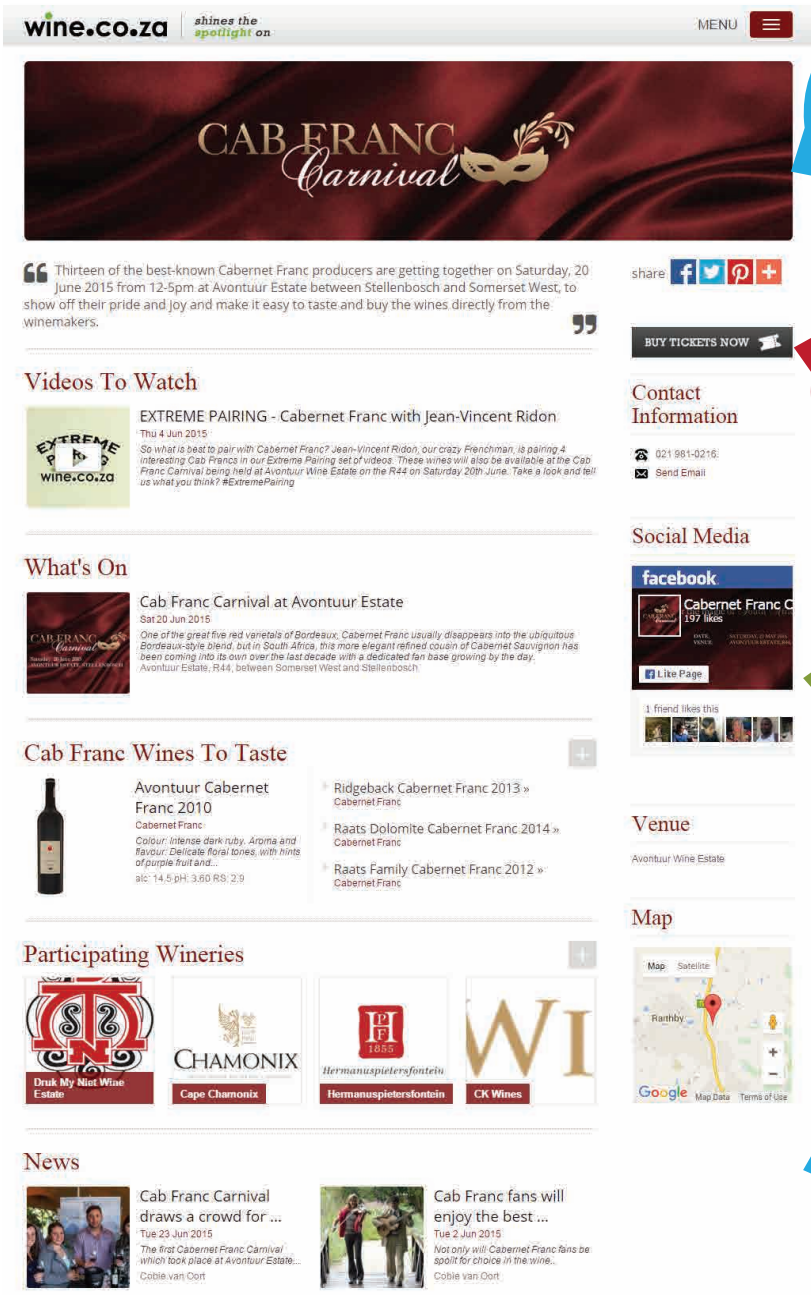 wine.co.za
shines the
spotlight on
MENU
CAB FRANC
Carnival
Thirteen of the best-known Cabernet Franc producers are getting together on Saturday, 20
June 2015 from 12-5pm at Avontuur Estate between Stellenbosch and Somerset West, to
show off their pride and joy and make it easy to taste and buy the wines directly from the
winemakers.
share
BUY TICKETS NOW
Contact
Information
021 981-0216.
Send Email
Videos To Watch
EXTREME
wine.co.za
EXTREME PAIRING - Cabernet Franc with Jean-Vincent Ridon
Thu 4 Jun 2015
So what is best to pair with Cabernet Franc? Jean-Vincent Ridon, our crazy Frenchman, is pairing 4
interesting Cab Francs in our Extreme Pairing set of videos. These wines will also be available at the Cab
Franc Carnival being held at Avontuur Wine Estate on the R44 on Saturday 20th June. Take a look and tell
us what you think? #ExtremePairing
Social Media
facebook
Cabernet Franc C
197 likes
Like Page
1 friend likes this
What's On
CAB FRANC
Carnival
Cab Franc Carnival at Avontuur Estate
Sat 20 Jun 2015
One of the great five red varietals of Bordeaux, Cabernet Franc usually disappears into the ubiquitous
Bordeaux-style blend, but in South Africa, this more elegant refined cousin of Cabernet Sauvignon has
been coming into its own over the last decade with a dedicated fan base growing by the day.
Avontuur Estate, R44, between Somerset West and Stellenbosch
Cab Franc Wines To Taste
Avontuur Cabernet
Franc 2010
Cabernet Franc
Colour: Intense dark ruby. Aroma and
flavour: Delicate floral tones, with hints
of purple fruit and...
alc: 14.5 pH: 3.60 RS: 2.9
Ridgeback Cabernet Franc 2013 »
Cabernet Franc
Raats Dolomite Cabernet Franc 2014 »
Cabernet Franc
Raats Family Cabernet Franc 2012 »
Cabernet Franc
Venue
Avontuur Wine Estate
Map
Map Satellite
Raithby
Google Map Data Terms of Use
Participating Wineries
Druk My Niet Wine
Estate
CHAMONIX
Cape Chamonix
HPF
1855
Hermanuspietersfontein
Hermanuspietersfontein
WI
CK Wines
News
Cab Franc Carnival
draws a crowd for ...
Tue 23 Jun 2015
The first Cabernet Franc Carnival
which took place at Avontuur Estate...
Cobie van Oort
Cab Franc fans will
enjoy the best ...
Tue 2 Jun 2015
Not only will Cabernet Franc fans be
spoilt for choice in the wine...
Cobie van Oort